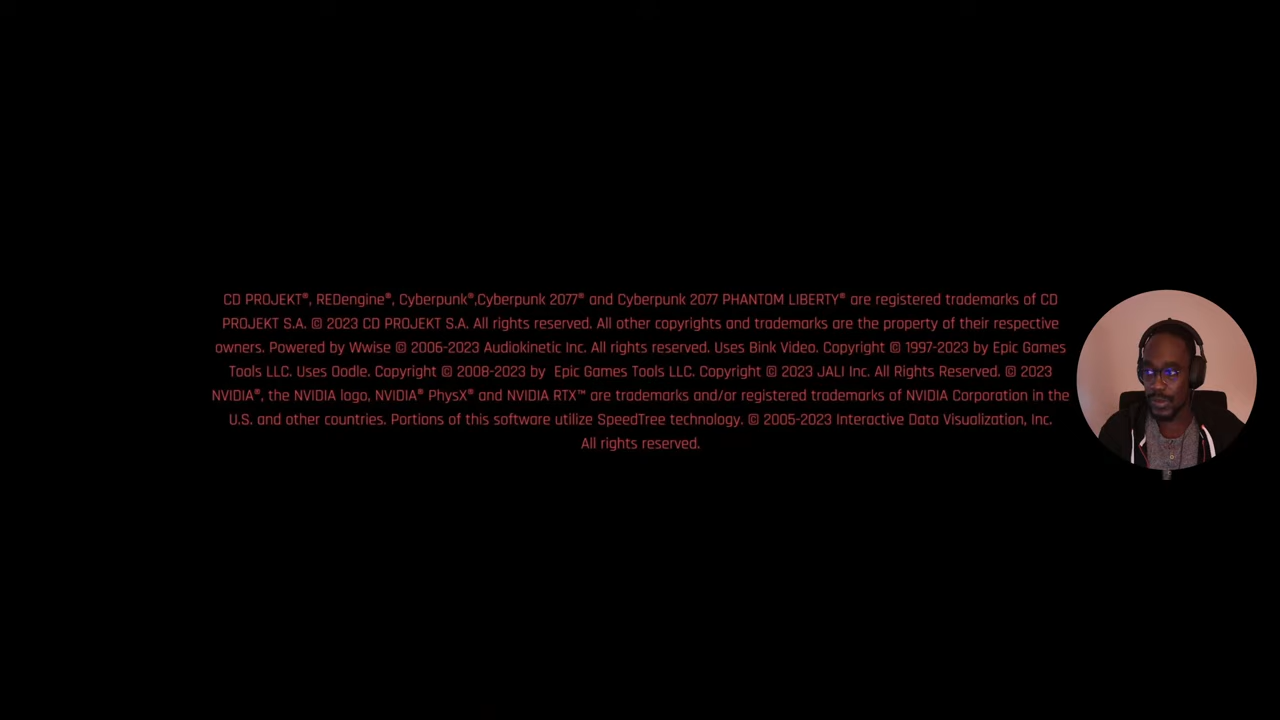 CD PROJEKT®, REDengine®, Cyberpunk®,Cyberpunk 2077® and Cyberpunk 2077 PHANTOM LIBERTY® are registered trademarks of CD
PROJEKT S.A. © 2023 CD PROJEKT S.A. All rights reserved. All other copyrights and trademarks are the property of their respective
owners. Powered by Wwise © 2006-2023 Audiokinetic Inc. All rights reserved. Uses Bink Video. Copyright © 1997-2023 by Epic Games
Tools LLC. Uses Oodle. Copyright © 2008-2023 by  Epic Games Tools LLC. Copyright © 2023 JALI Inc. All Rights Reserved. © 2023
NVIDIA®, the NVIDIA logo, NVIDIA® PhysX® and NVIDIA RTX™ are trademarks and/or registered trademarks of NVIDIA Corporation in the
U.S. and other countries. Portions of this software utilize SpeedTree technology. © 2005-2023 Interactive Data Visualization, Inc.
All rights reserved.